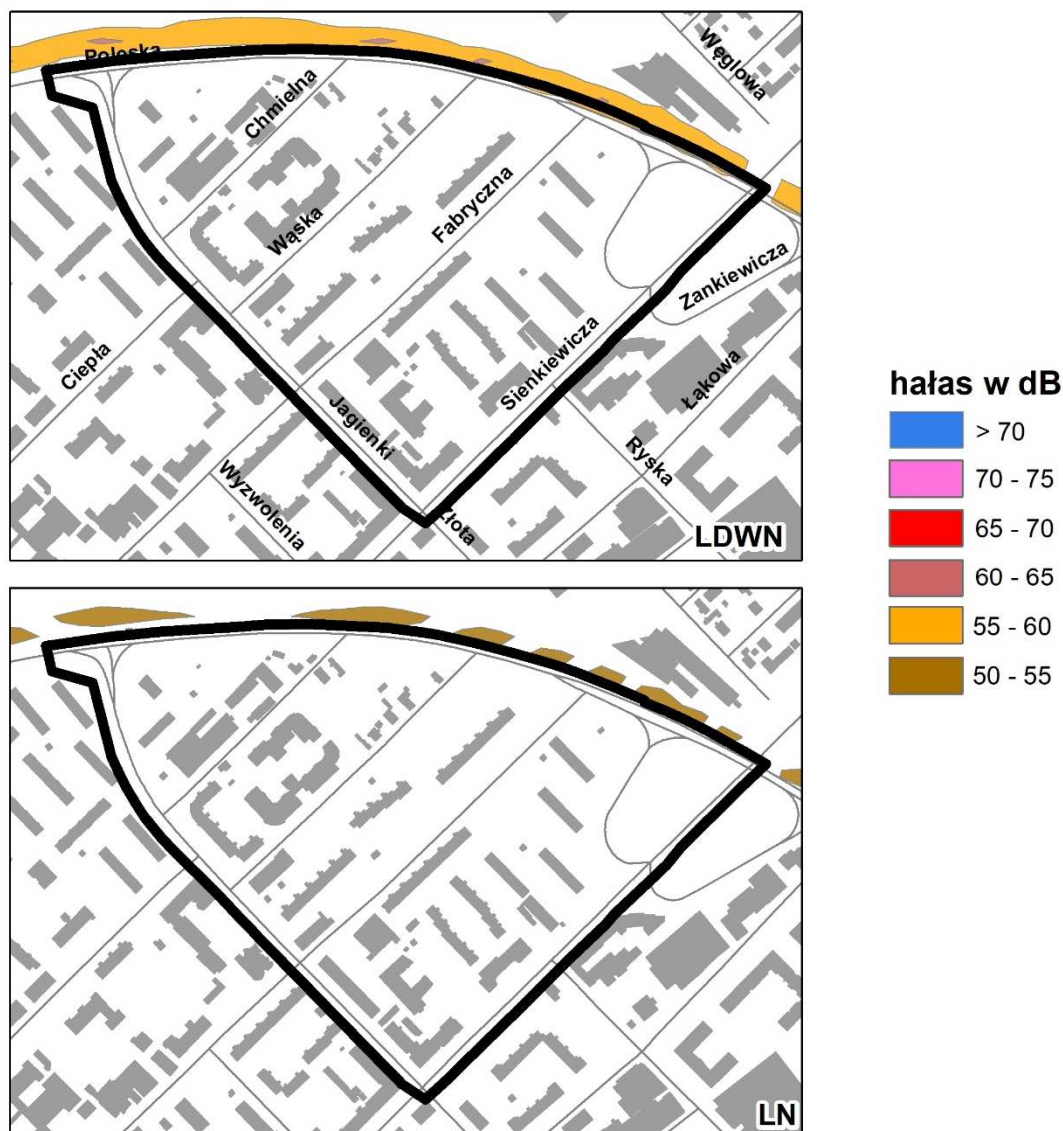 Węglowa
Poleska
Chmielna
Wąska
Fabryczna
Zankiewicza
Ciepła
Sienkiewicza
Łąkowa
Jagienki
Ryska
Wyzwolenia
Złota
LDWN
hałas w dB
> 70
70 - 75
65 - 70
60 - 65
55 - 60
50 - 55
LN